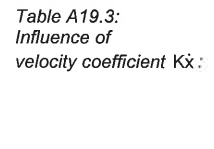 Table A19.3:
Influence of
velocity coefficient Kẋ :